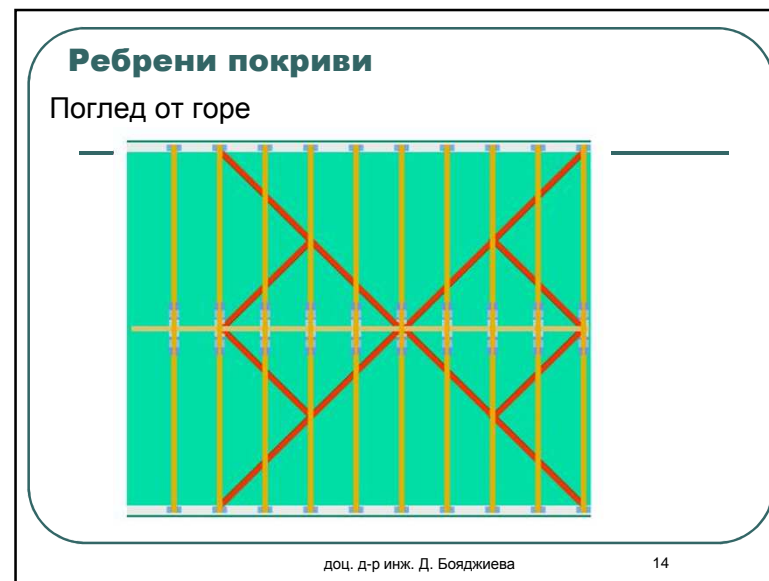 Ребрени покриви
Поглед от горе
доц. д-р инж. Д. Бояджиева
14